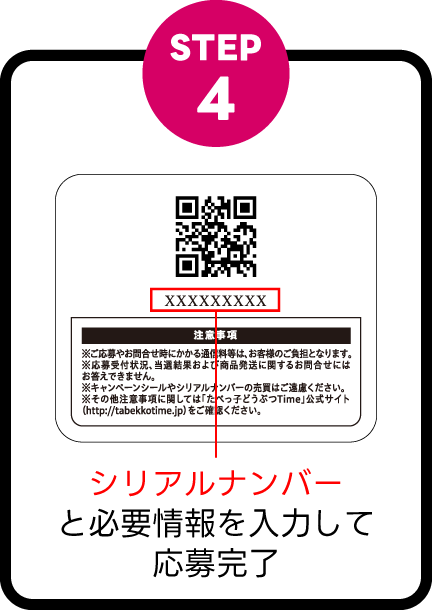 STEP
4
XXXXXXXXX
注意事項
※ご応募やお問合せ時にかかる通信料等は、お客様のご負担となります。
※応募受付状況、当選結果および商品発送に関するお問合せには
お答えできません。
※キャンペーンシールやシリアルナンバーの売買はご遠慮ください。
※その他注意事項に関しては「たべっ子どうぶつTime」公式サイト
(http://tabekkotime.jp)をご確認ください。
シリアルナンバー
と必要情報を入力して
応募完了